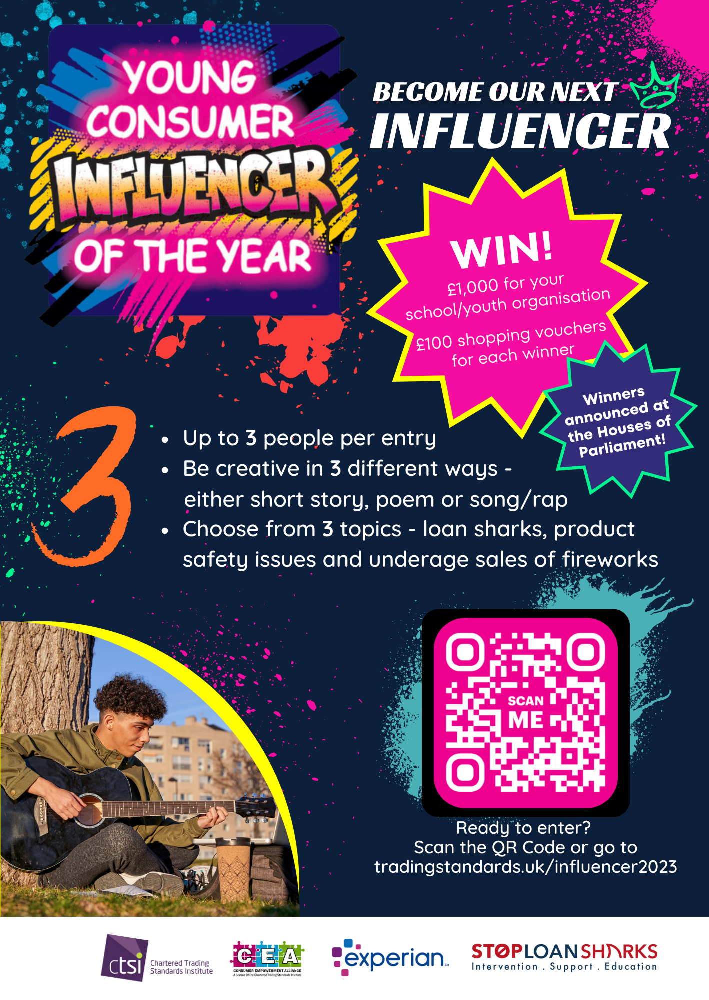 YOUNG
CONSUMER
INFLUENCER
OF THE YEAR
BECOME OUR NEXT
INFLUENCER
WIN!
£1,000 for your
school/youth organisation
£100 shopping vouchers
for each winner
Winners
announced at
the Houses of
Parliament!
3
• Up to 3 people per entry
• Be creative in 3 different ways -
either short story, poem or song/rap
• Choose from 3 topics - loan sharks, product
safety issues and underage sales of fireworks
SCAN
ME
Ready to enter?
Scan the QR Code or go to
tradingstandards.uk/influencer2023
ctsi
Chartered Trading
Standards Institute
CEA
CONSUMER EMPOWERMENT ALLIANCE
A Section Of The Chartered Trading Standards Institute
experian™
STOPLOANSHARKS
Intervention . Support . Education